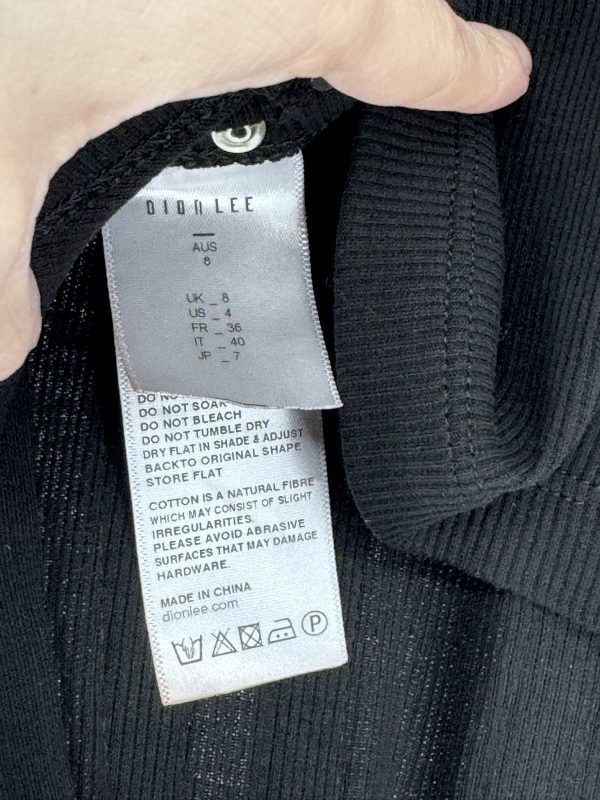 DION LEE
AUS
8
UK _ 8
US _ 4
FR _ 36
IT _ 40
JP _ 7
DO NO
DO NOT SOAK
DO NOT BLEACH
DO NOT TUMBLE DRY
DRY FLAT IN SHADE & ADJUST
BACKTO ORIGINAL SHAPE
STORE FLAT
COTTON IS A NATURAL FIBRE
WHICH MAY CONSIST OF SLIGHT
IRREGULARITIES.
PLEASE AVOID ABRASIVE
SURFACES THAT MAY DAMAGE
HARDWARE.
MADE IN CHINA
dionlee.com
P